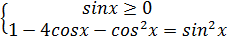 sinx ≥ 0
1 − 4cosx − cos²x = sin²x